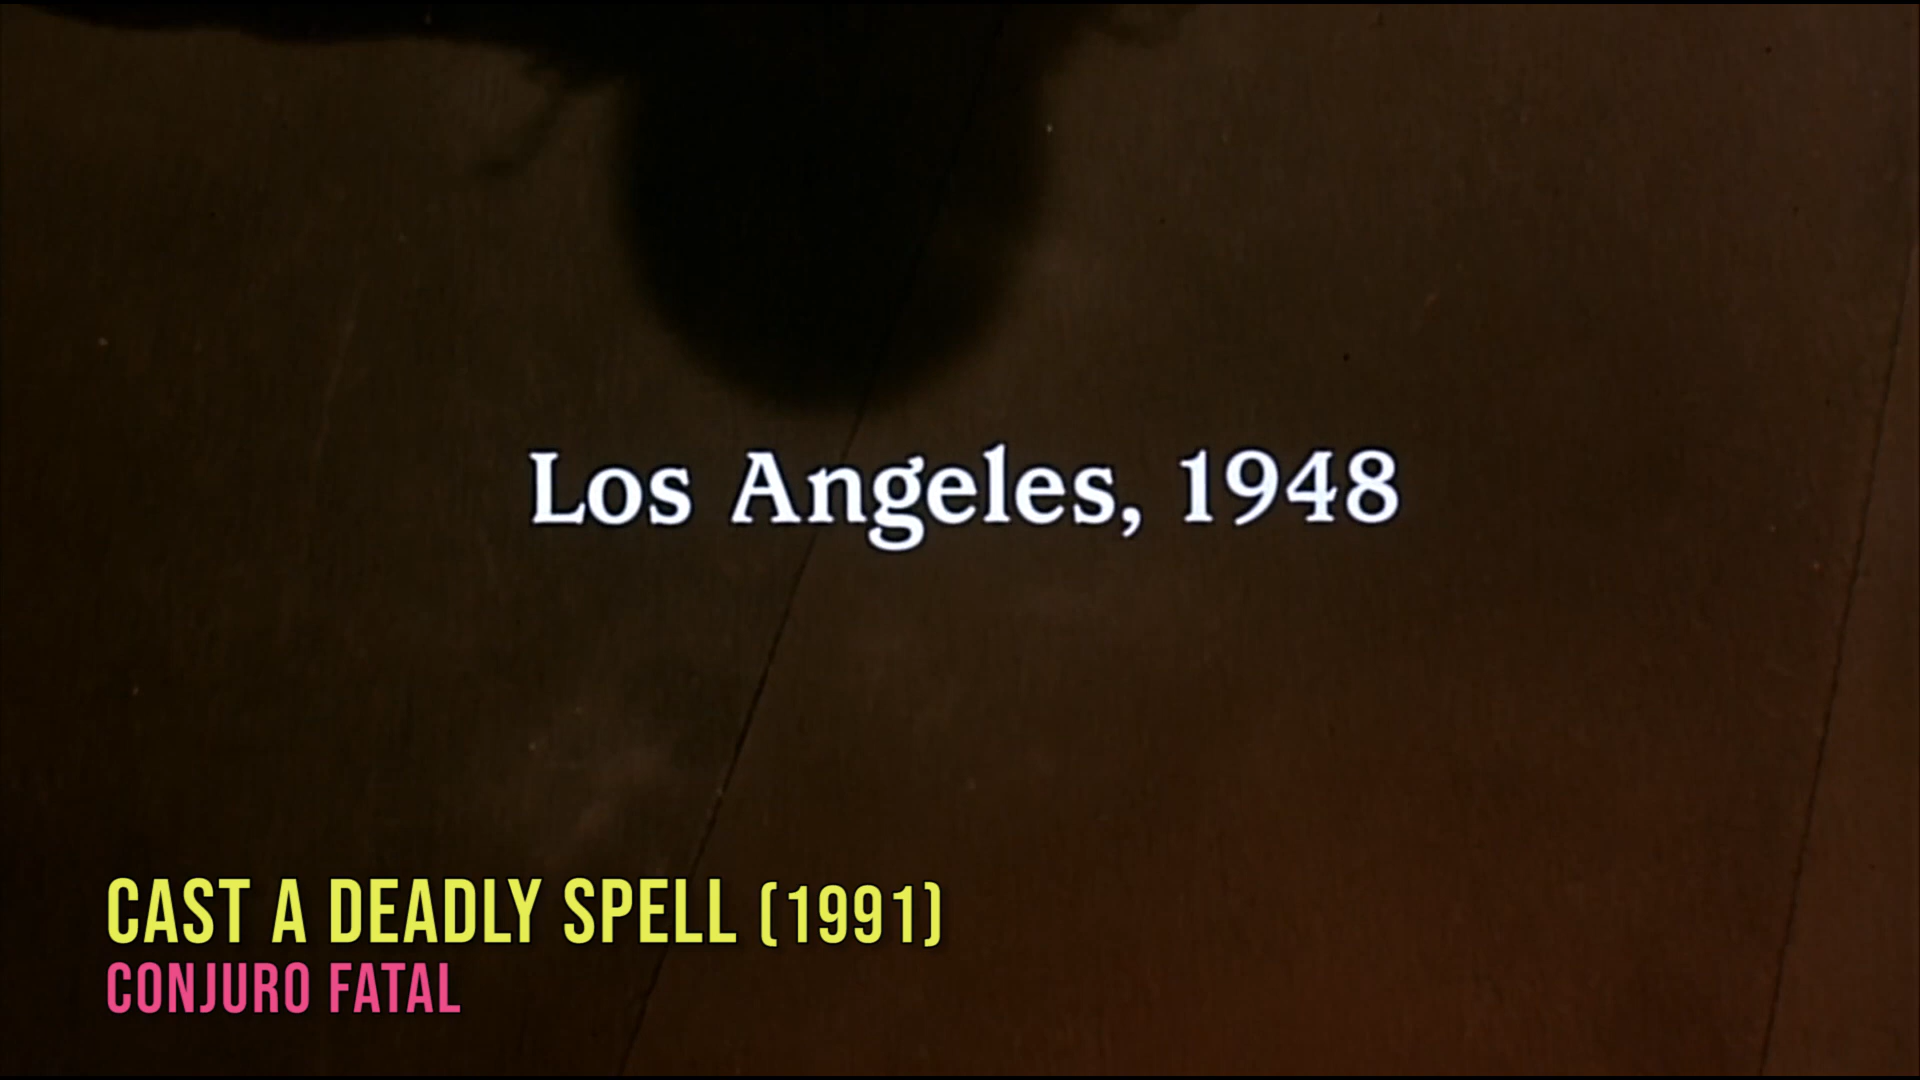 Los Angeles, 1948
CAST A DEADLY SPELL (1991)
CONJURO FATAL